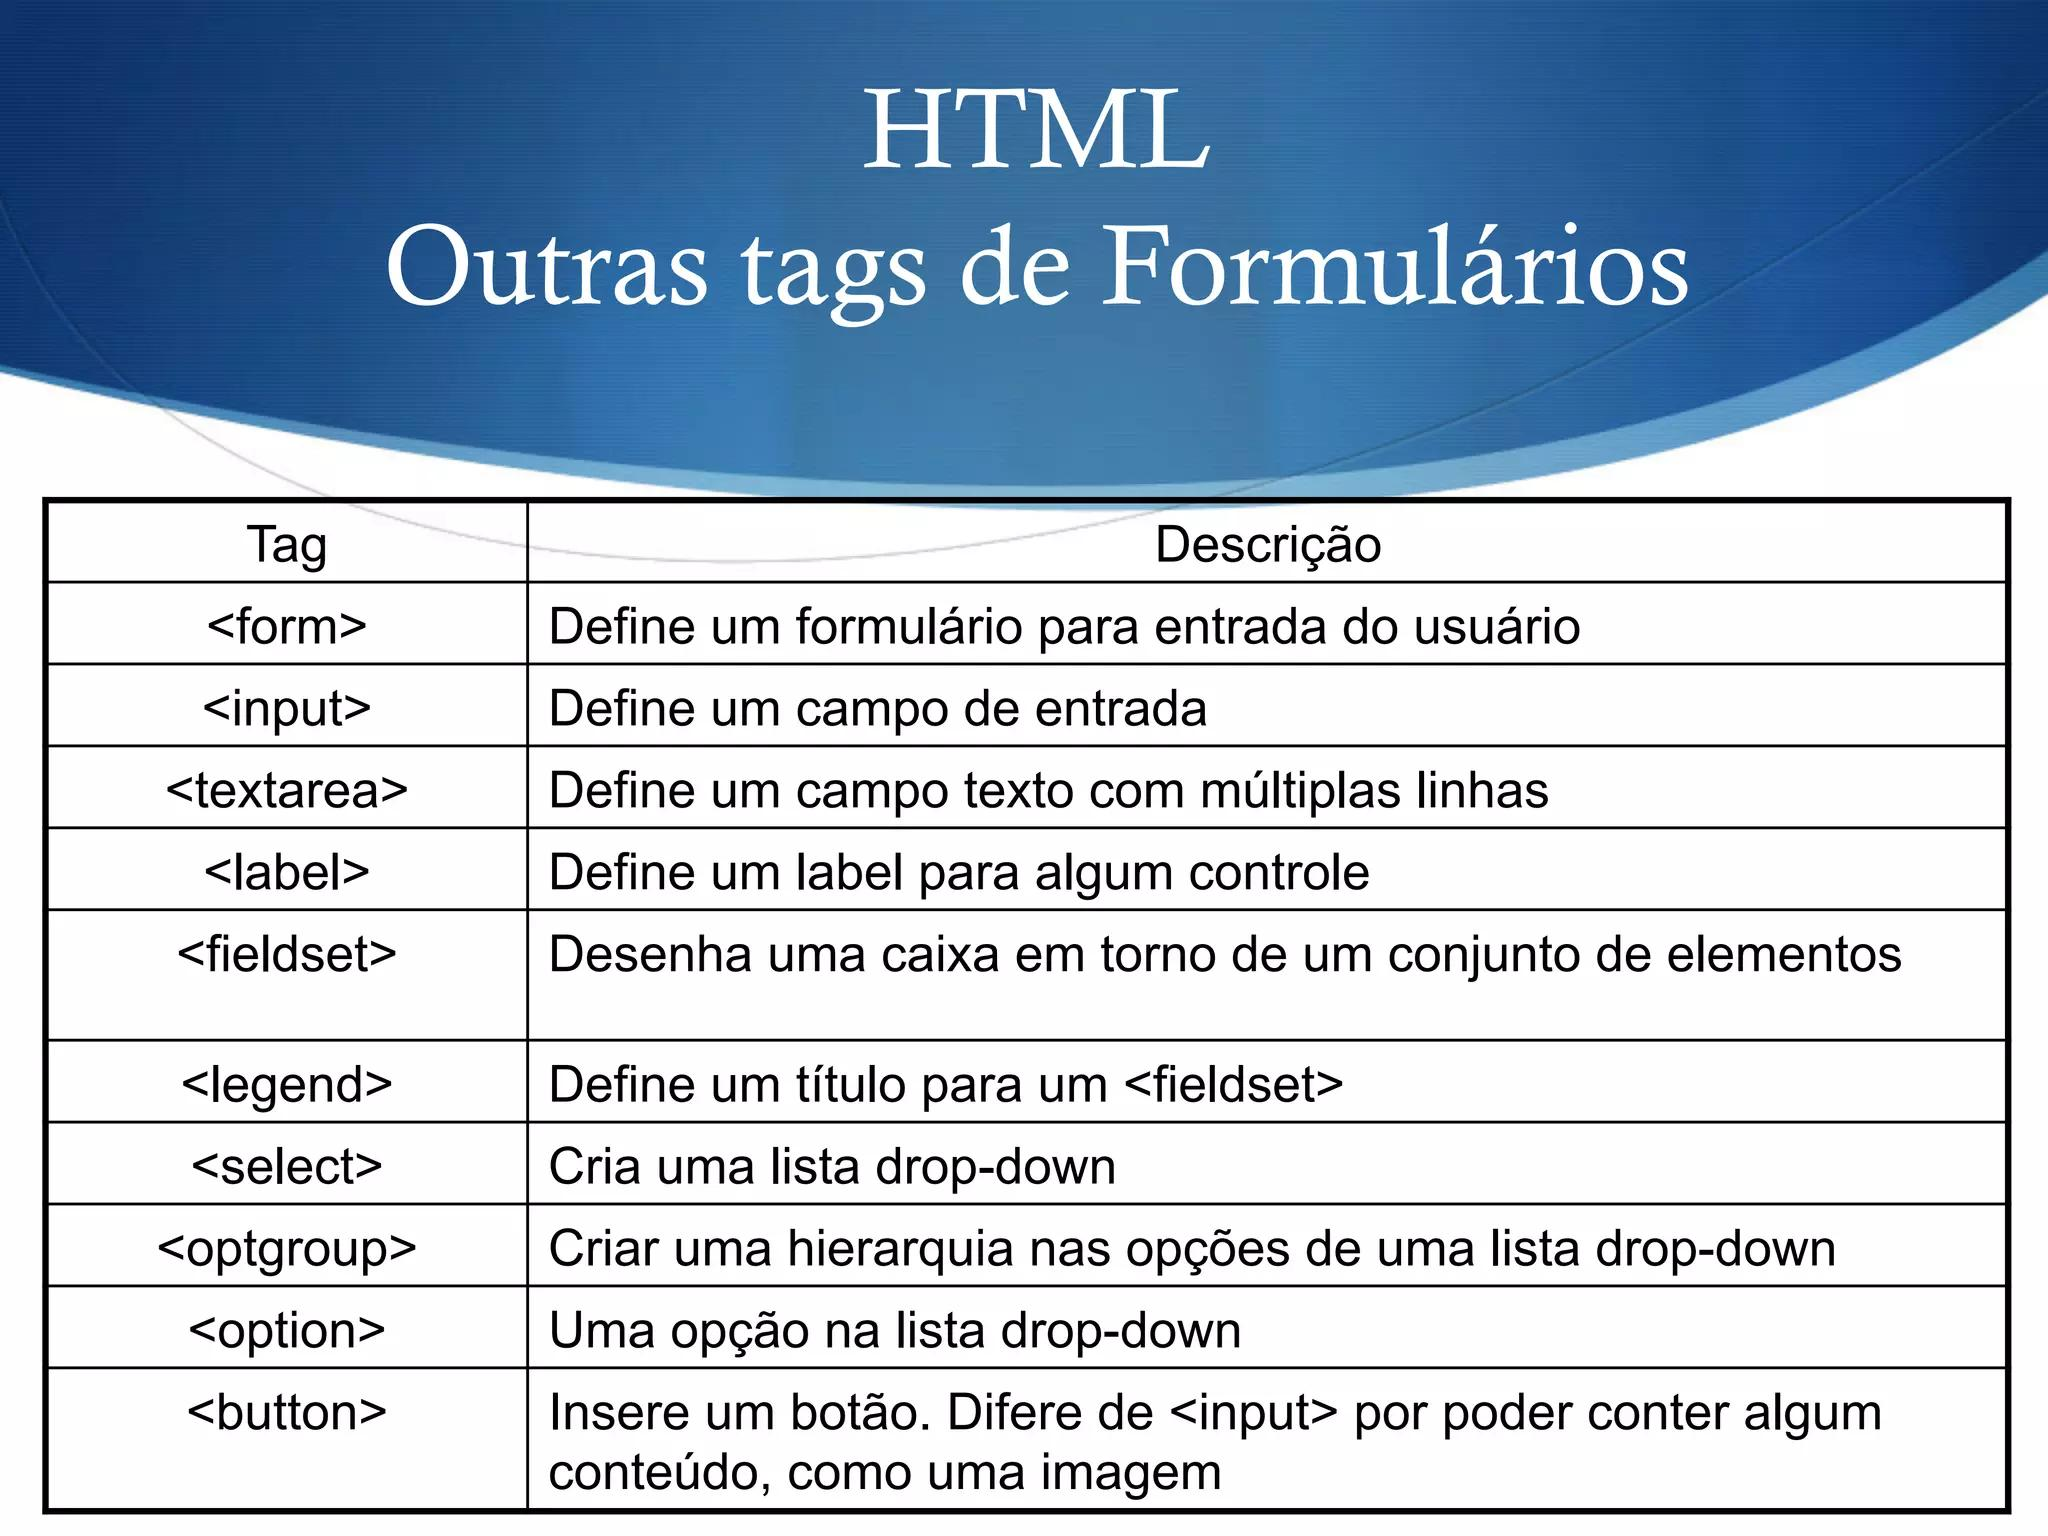 HTML
Outras tags de Formulários
Tag Descrição
<form> Define um formulário para entrada do usuário
<input> Define um campo de entrada
<textarea> Define um campo texto com múltiplas linhas
<label> Define um label para algum controle
<fieldset> Desenha uma caixa em torno de um conjunto de elementos
<legend> Define um título para um <fieldset>
<select> Cria uma lista drop-down
<optgroup> Criar uma hierarquia nas opções de uma lista drop-down
<option> Uma opção na lista drop-down
<button> Insere um botão. Difere de <input> por poder conter algum
conteúdo, como uma imagem